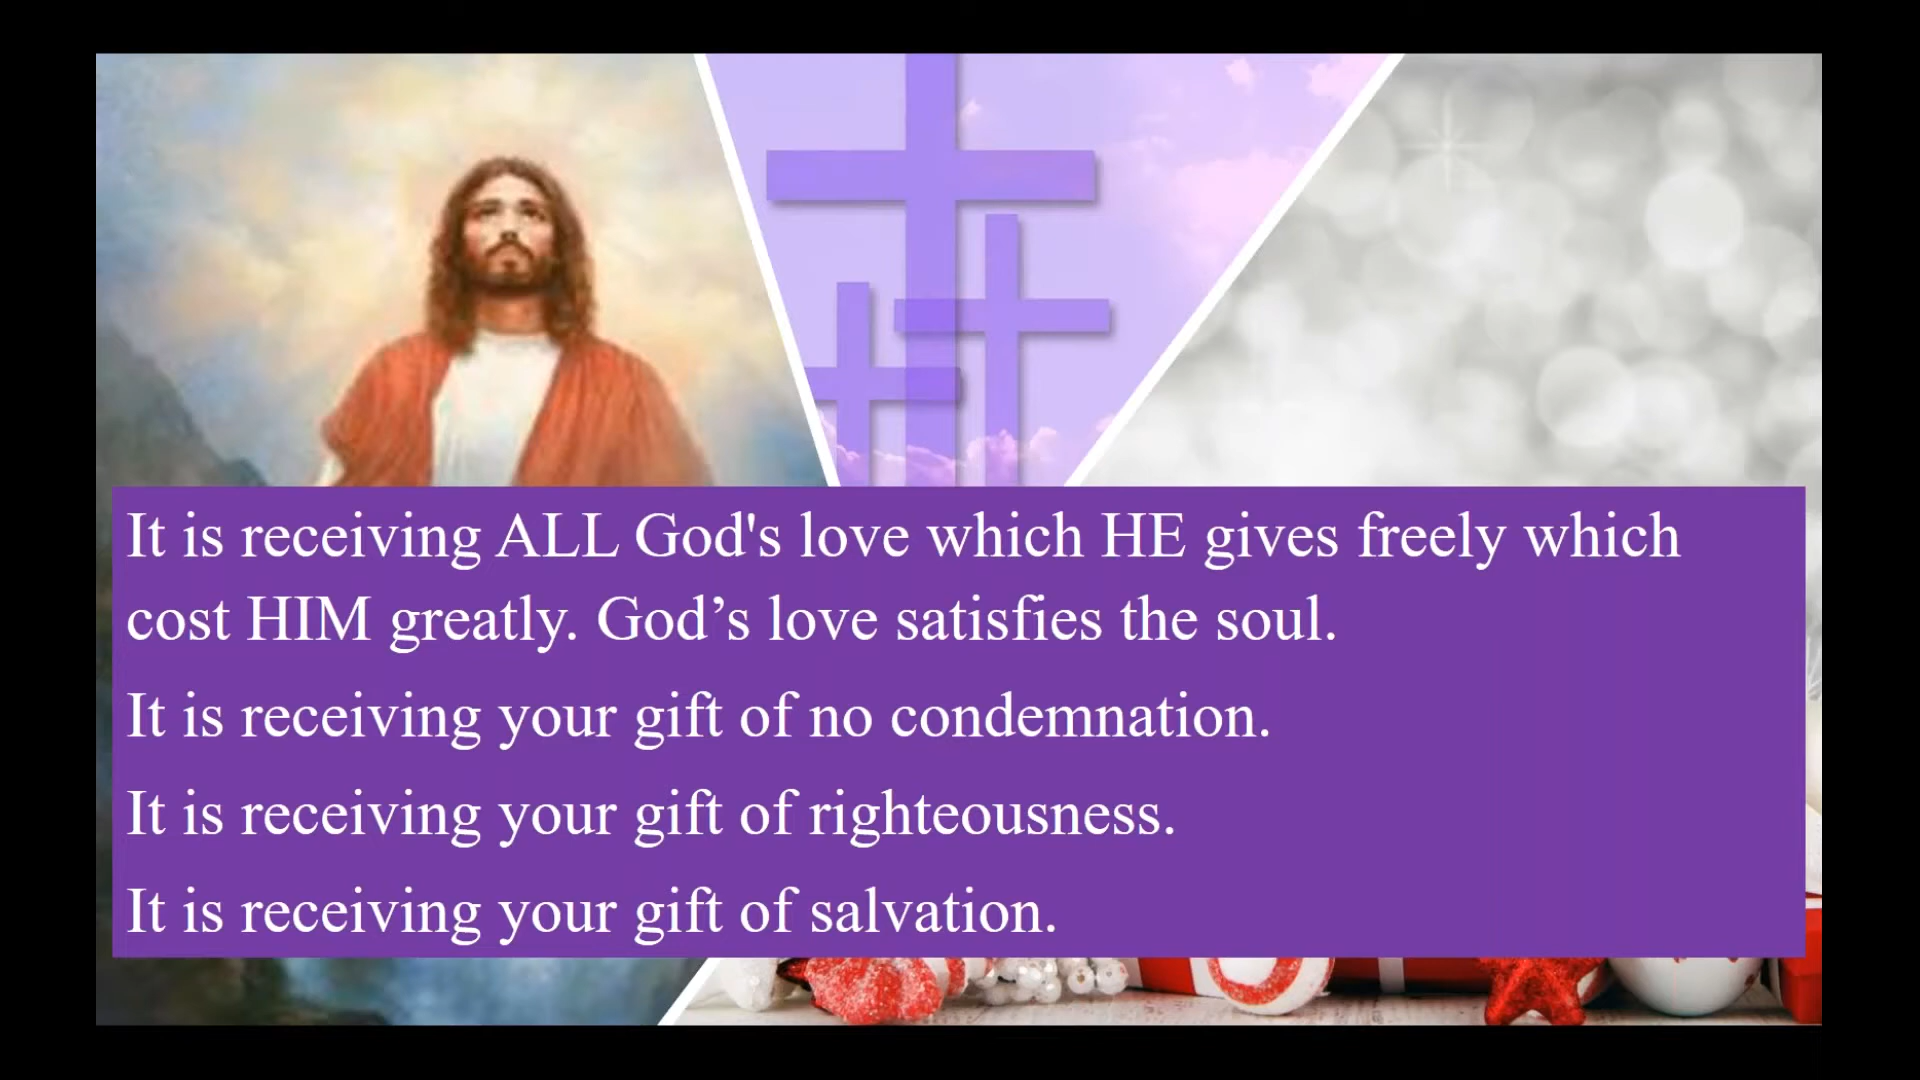 It is receiving ALL God's love which HE gives freely which
cost HIM greatly. God’s love satisfies the soul.
It is receiving your gift of no condemnation.
It is receiving your gift of righteousness.
It is receiving your gift of salvation.